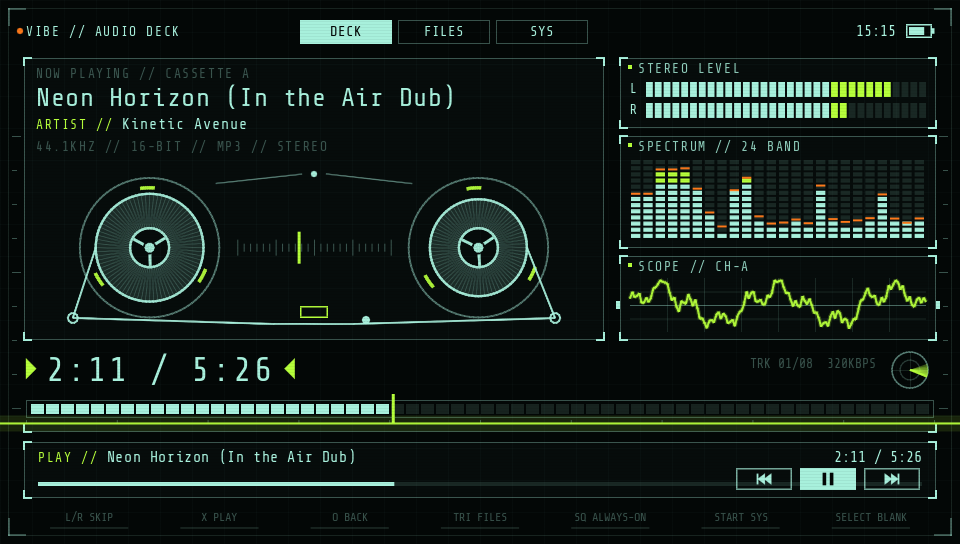 VIBE // AUDIO DECK
DECK
FILES
SYS
15:15
NOW PLAYING // CASSETTE A
Neon Horizon (In the Air Dub)
ARTIST // Kinetic Avenue
44.1KHZ // 16-BIT // MP3 // STEREO
STEREO LEVEL
L
R
SPECTRUM // 24 BAND
SCOPE // CH-A
2:11 / 5:26
TRK 01/08 320KBPS
PLAY // Neon Horizon (In the Air Dub)
2:11 / 5:26
L/R SKIP
X PLAY
O BACK
TRI FILES
SQ ALWAYS-ON
START SYS
SELECT BLANK